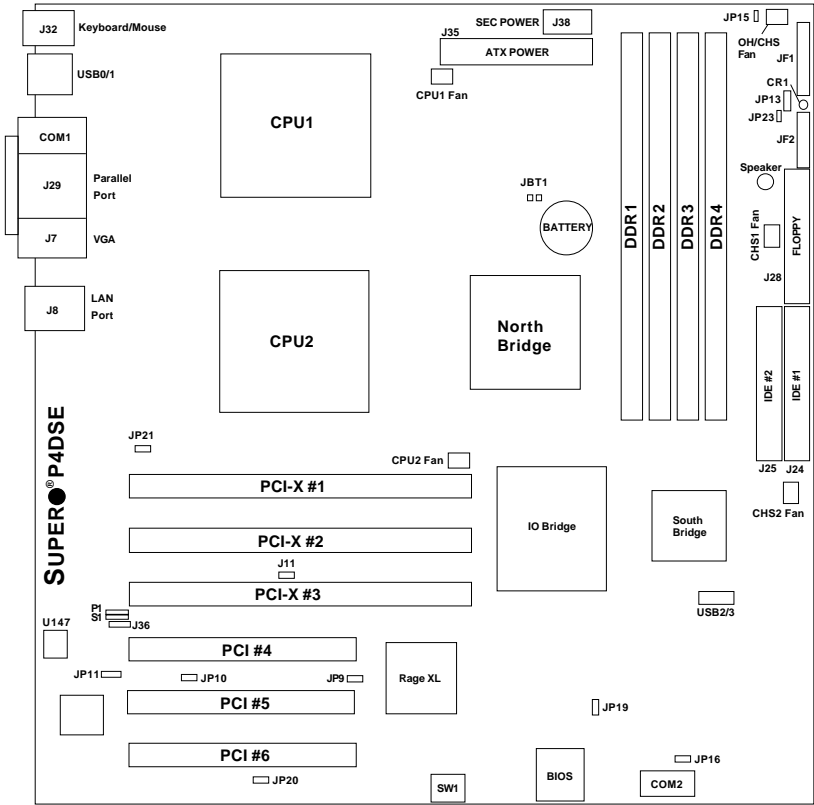 J32 Keyboard/Mouse
SEC POWER J38
JP15
J35
ATX POWER
OH/CHS
Fan
JF1
USB0/1
CPU1 Fan
CR1
JP13
JP23
CPU1
COM1
JF2
Speaker
J29 Parallel
Port
JBT1
BATTERY
DDR1
DDR2
DDR3
DDR4
CHS1 Fan
FLOPPY
J7 VGA
J28
J8 LAN
Port
CPU2
North
Bridge
IDE #2
IDE #1
SUPER® P4DSE
JP21
CPU2 Fan
J25 J24
PCI-X #1
CHS2 Fan
IO Bridge
South
Bridge
PCI-X #2
J11
PCI-X #3
USB2/3
P1
S1
J36
U147
PCI #4
JP11
JP10
JP9
Rage XL
PCI #5
JP19
PCI #6
JP16
JP20
SW1
BIOS
COM2